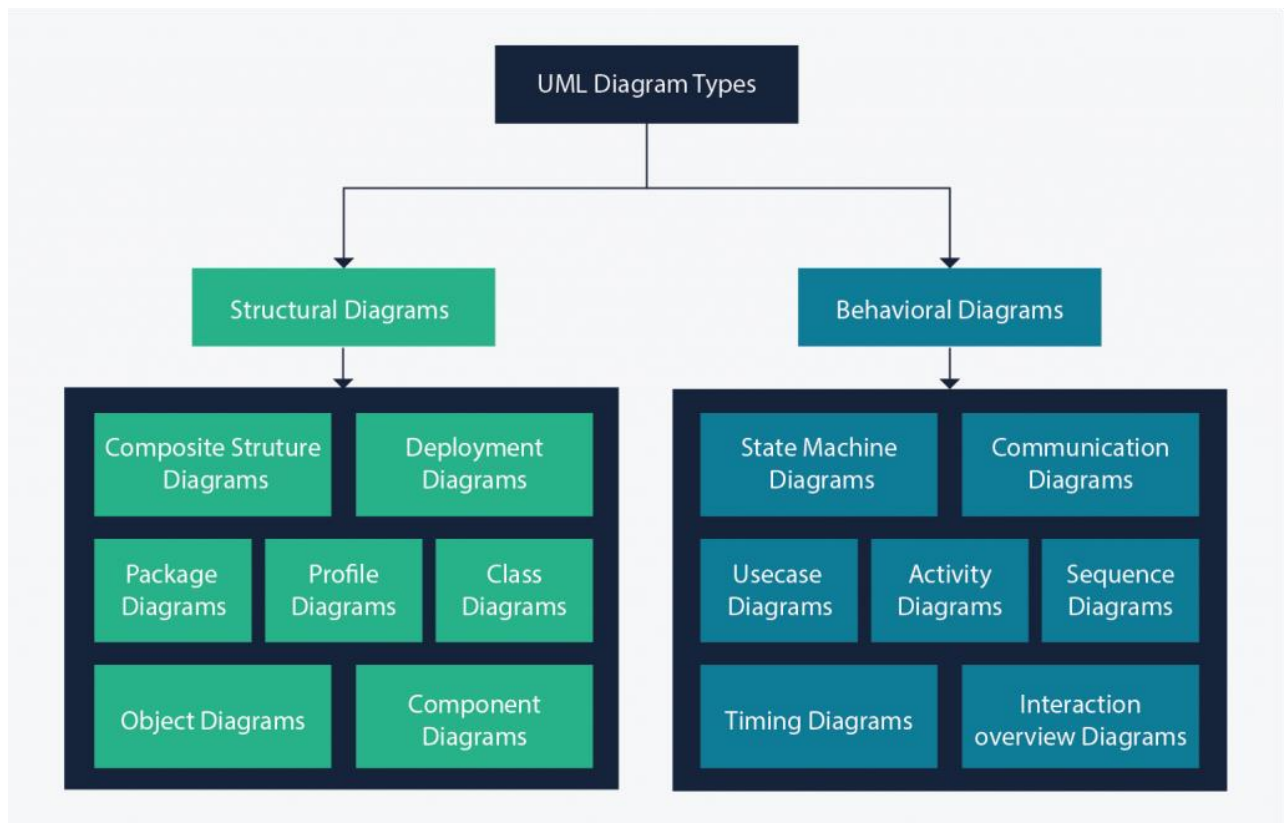 UML Diagram Types
Structural Diagrams
Behavioral Diagrams
Composite Struture
Diagrams
Deployment
Diagrams
Package
Diagrams
Profile
Diagrams
Class
Diagrams
Object Diagrams
Component
Diagrams
State Machine
Diagrams
Communication
Diagrams
Usecase
Diagrams
Activity
Diagrams
Sequence
Diagrams
Timing Diagrams
Interaction
overview Diagrams